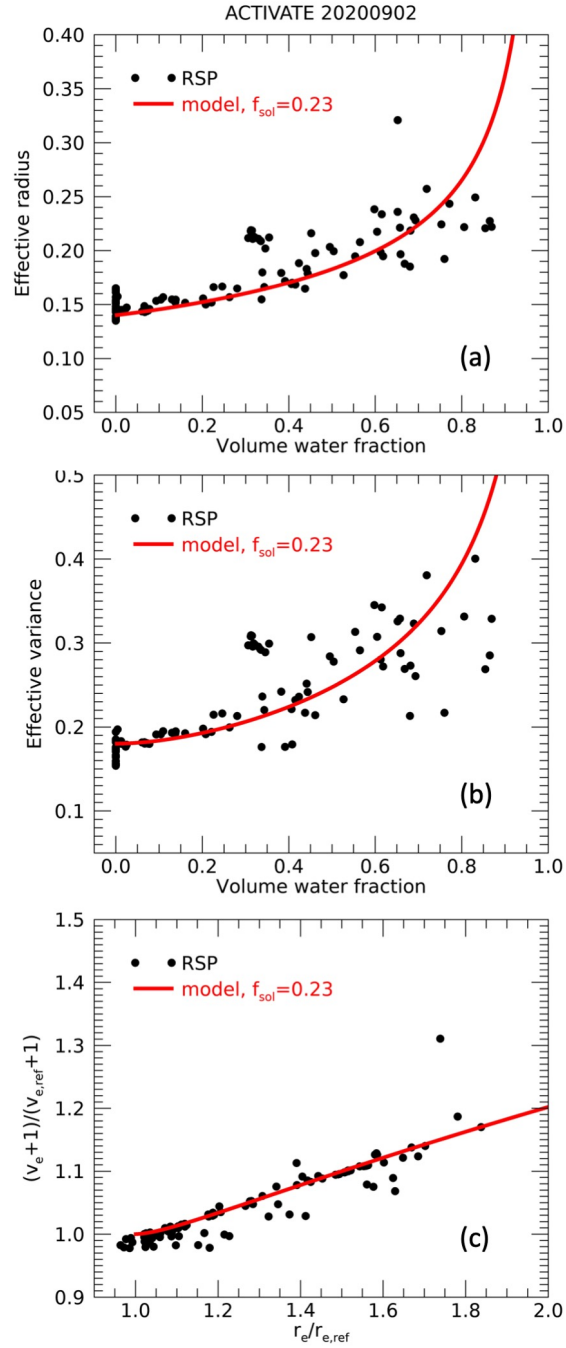 ACTIVATE 20200902
0.40
0.35
0.30
0.25
0.20
0.15
0.10
0.05
Effective radius
RSP
model, f_sol=0.23
(a)
0.0 0.2 0.4 0.6 0.8 1.0
Volume water fraction
0.5
0.4
0.3
0.2
0.1
Effective variance
RSP
model, f_sol=0.23
(b)
0.0 0.2 0.4 0.6 0.8 1.0
Volume water fraction
1.5
1.4
1.3
1.2
1.1
1.0
0.9
(v_e+1)/(v_e,ref+1)
RSP
model, f_sol=0.23
(c)
1.0 1.2 1.4 1.6 1.8 2.0
r_e/r_e,ref